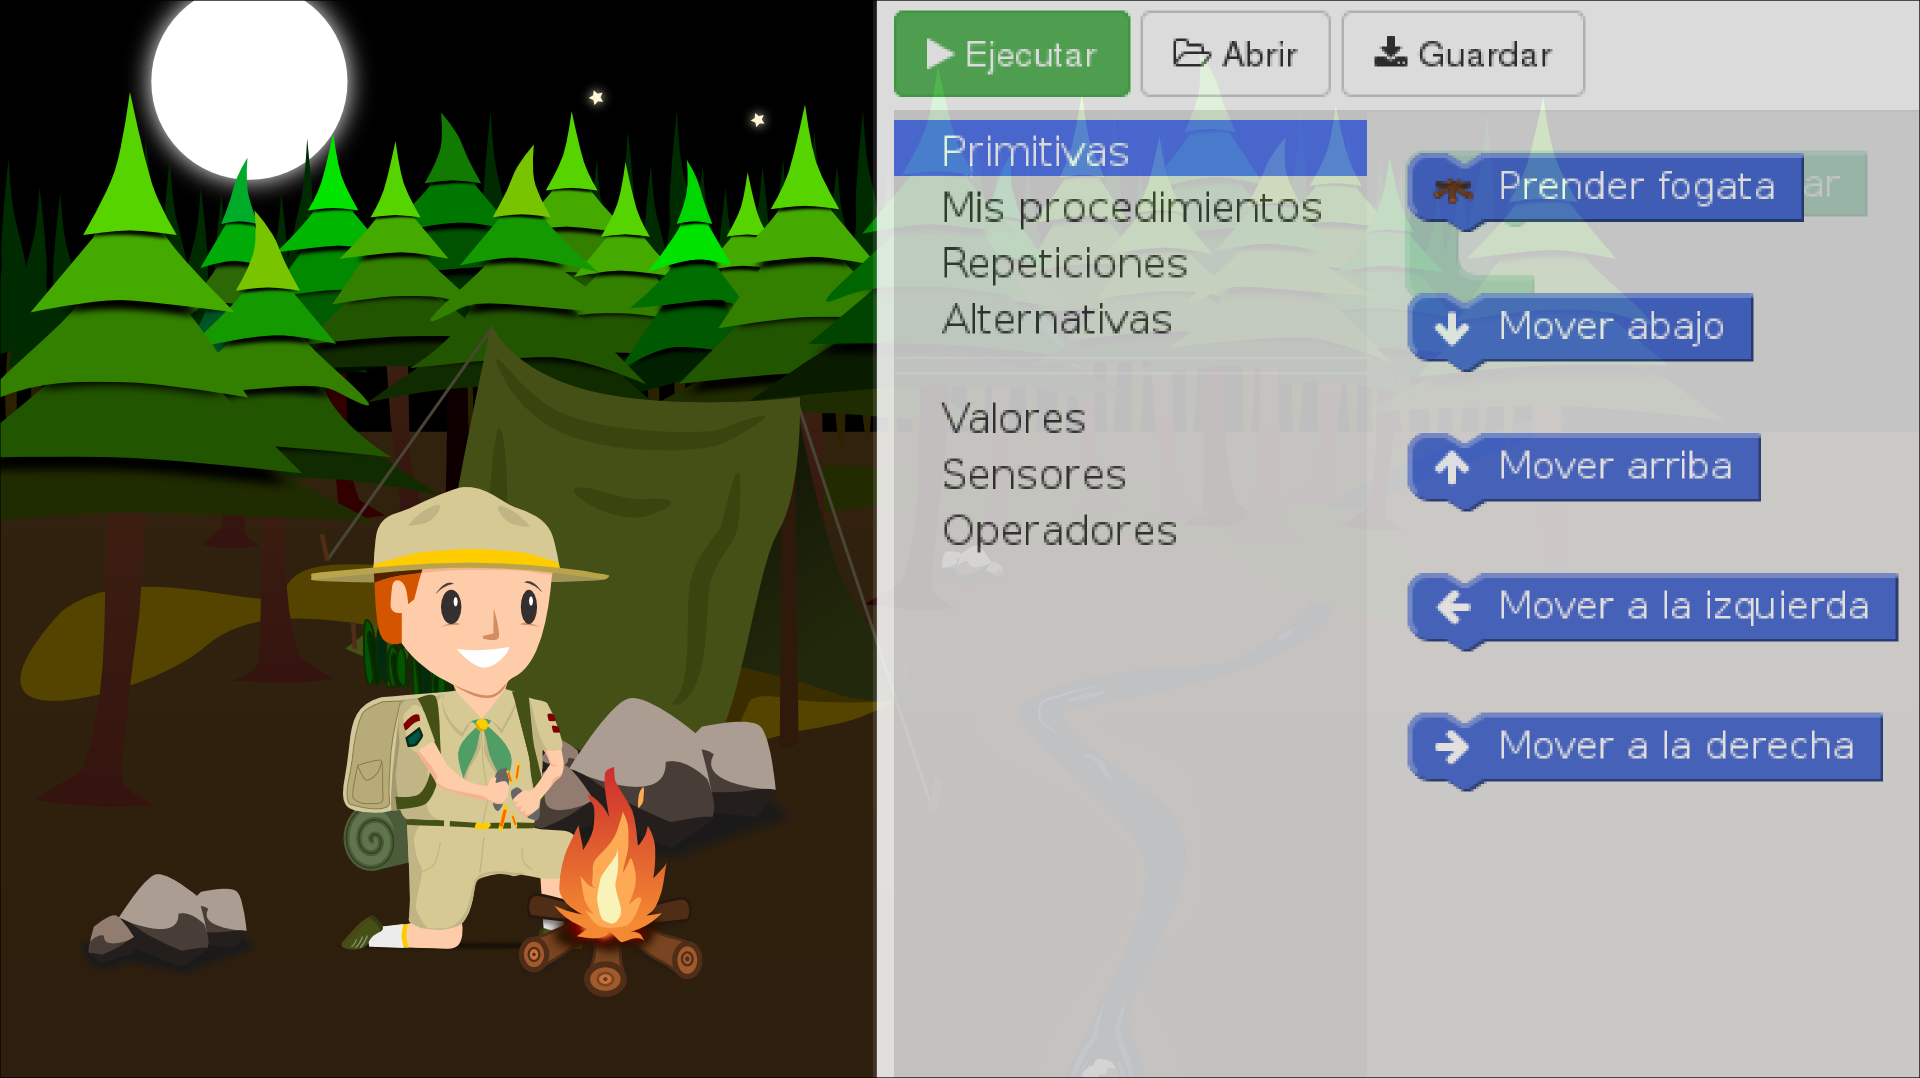 Ejecutar Abrir Guardar
Primitivas
Mis procedimientos
Repeticiones
Alternativas
Valores
Sensores
Operadores
Prender fogata
Mover abajo
Mover arriba
Mover a la izquierda
Mover a la derecha